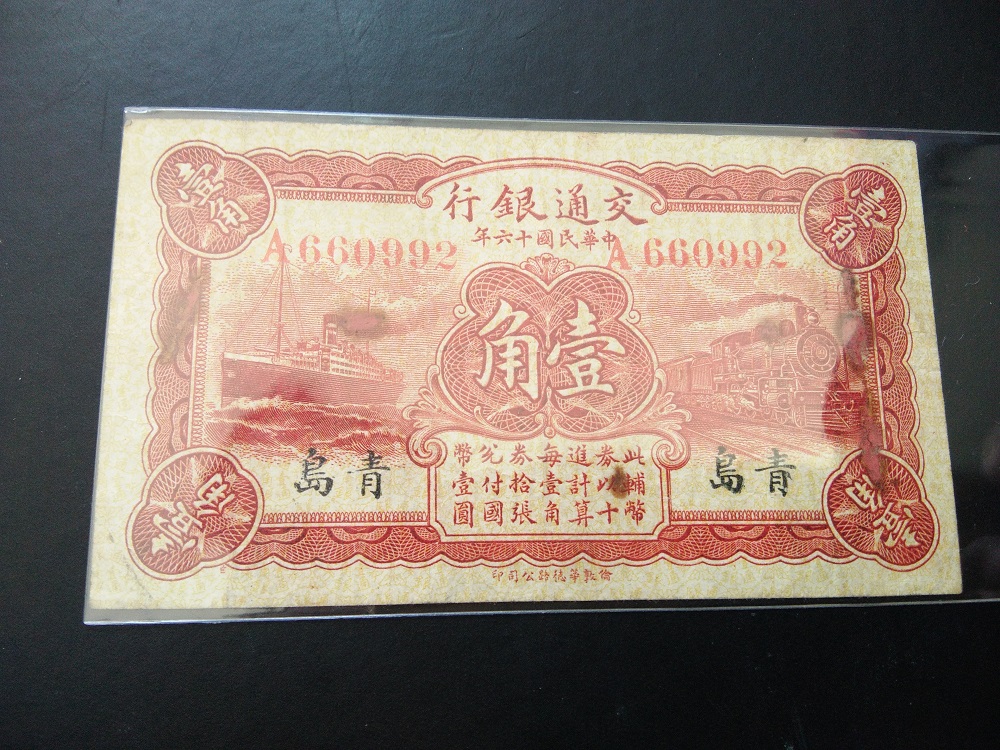 壹角
壹角
交通銀行
中華民國十六年
A660992
A660992
壹角
青島
青島
此輔幣
券以十
進計算
每壹角
券拾張
兌付國
幣壹圓
壹角
壹角
倫敦華德路公司印